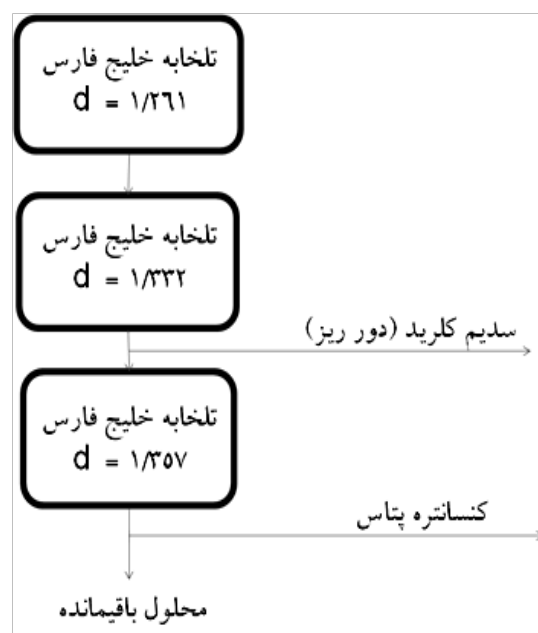 تلخابه خلیج فارس
d = ۱/۲٦۱
تلخابه خلیج فارس
d = ۱/۳۳۲
سدیم کلرید (دور ریز)
تلخابه خلیج فارس
d = ۱/۳۵۷
کنسانتره پتاس
محلول باقیمانده